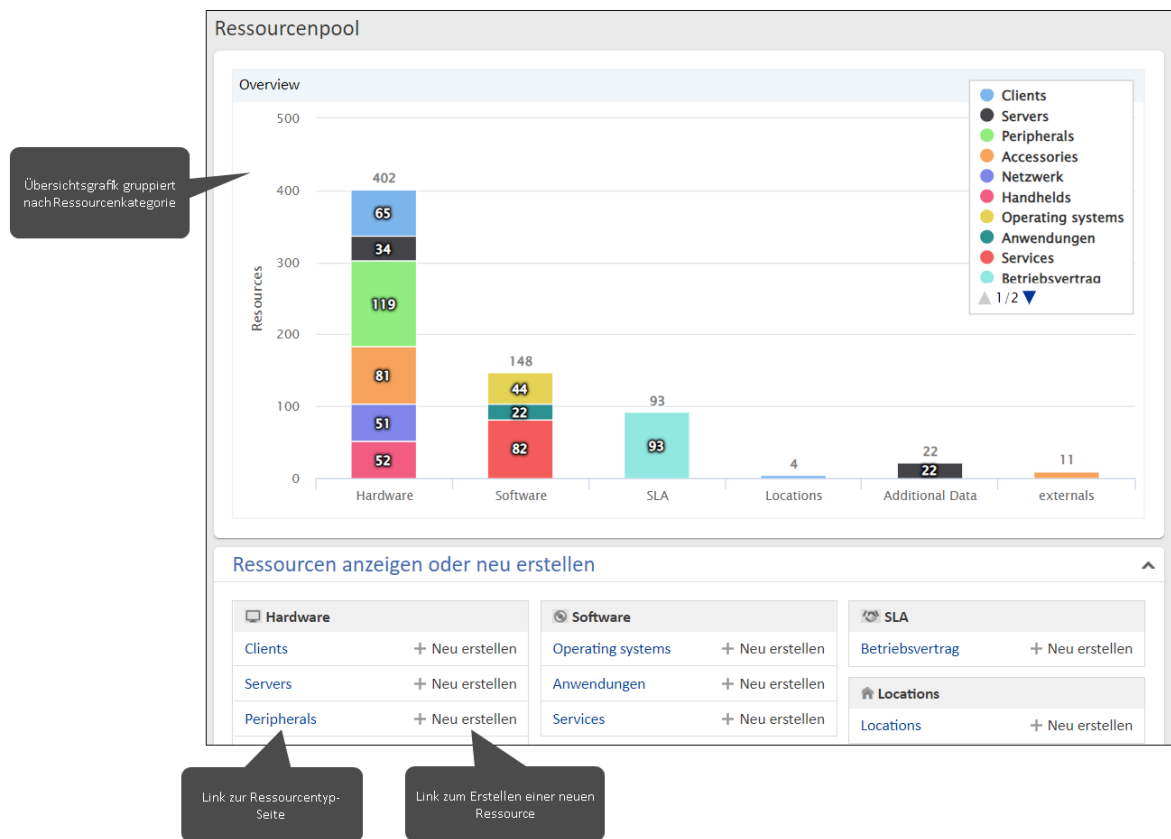 Ressourcenpool
Overview
Clients
Servers
Peripherals
Accessories
Netzwerk
Handhelds
Operating systems
Anwendungen
Services
Betriebsvertrag
1/2
Übersichtsgrafik gruppiert
nach Ressourcenkategorie
Resources
500
400
300
200
100
0
402
65
34
119
81
51
52
148
44
22
82
93
93
4
22
22
11
Hardware
Software
SLA
Locations
Additional Data
externals
Ressourcen anzeigen oder neu erstellen
Hardware
Clients + Neu erstellen
Servers + Neu erstellen
Peripherals + Neu erstellen
Software
Operating systems + Neu erstellen
Anwendungen + Neu erstellen
Services + Neu erstellen
SLA
Betriebsvertrag + Neu erstellen
Locations
Locations + Neu erstellen
Link zur Ressourcentyp-
Seite
Link zum Erstellen einer neuen
Ressource